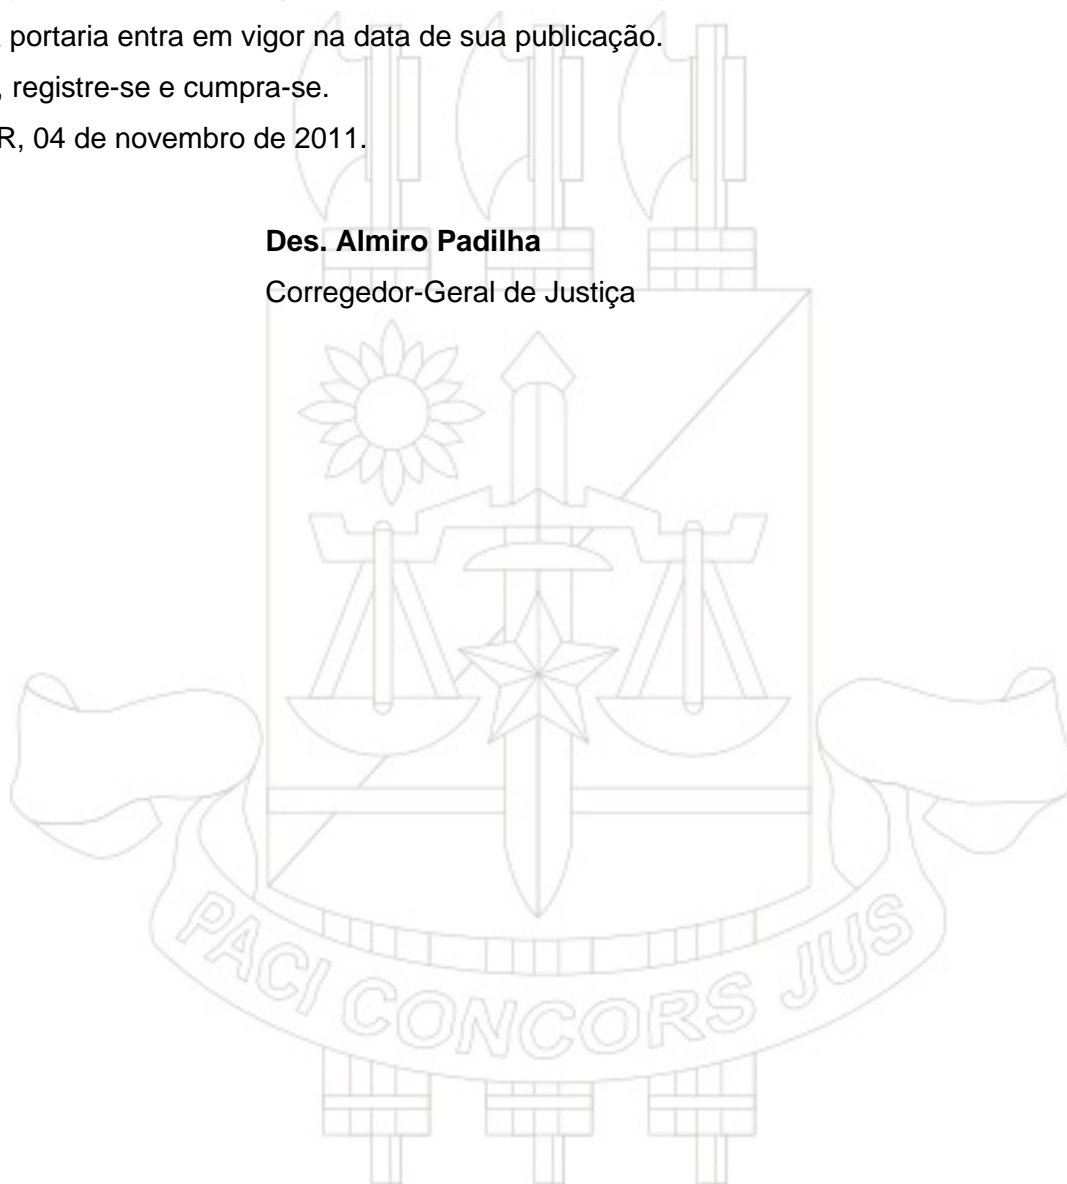 portaria entra em vigor na data de sua publicação.
, registre-se e cumpra-se.
R, 04 de novembro de 2011.
Des. Almiro Padilha
Corregedor-Geral de Justiça
PACI CONCORS JUS